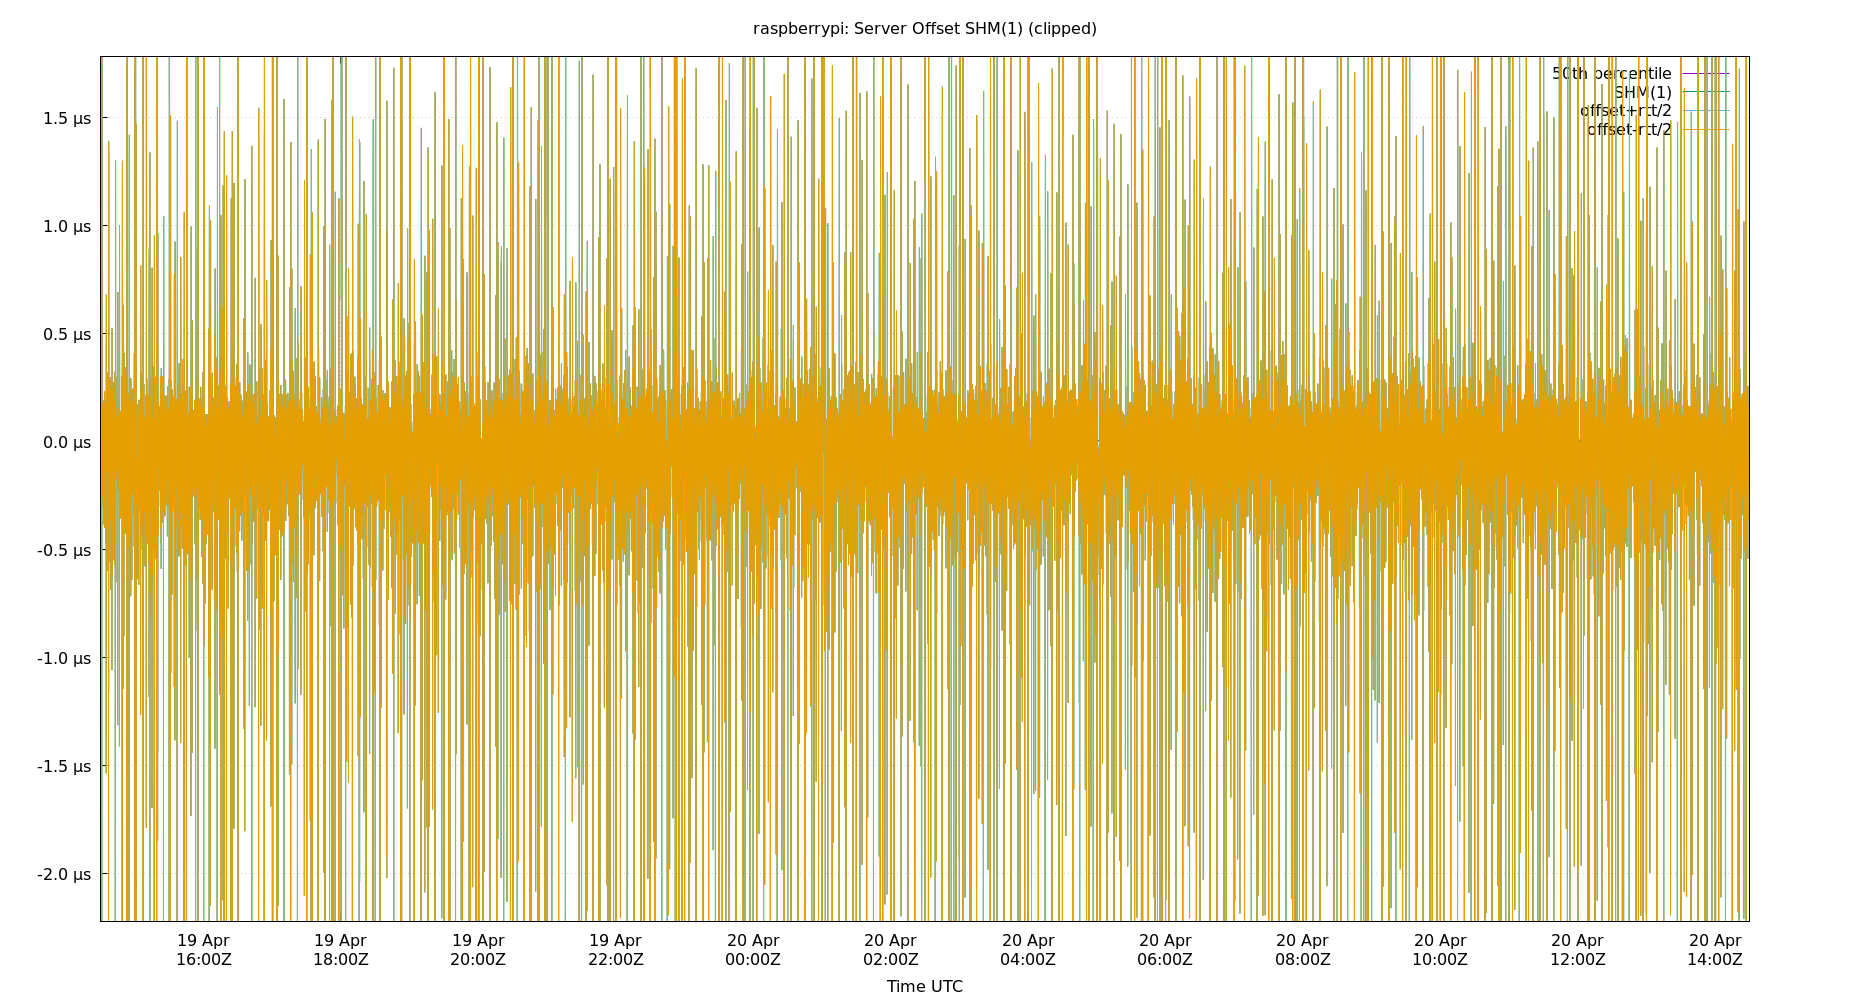 raspberrypi: Server Offset SHM(1) (clipped)
50th percentile
SHM(1)
offset+rtt/2
offset-rtt/2
1.5 µs
1.0 µs
0.5 µs
0.0 µs
-0.5 µs
-1.0 µs
-1.5 µs
-2.0 µs
19 Apr 19 Apr 19 Apr 19 Apr 20 Apr 20 Apr 20 Apr 20 Apr 20 Apr 20 Apr 20 Apr 20 Apr
16:00Z 18:00Z 20:00Z 22:00Z 00:00Z 02:00Z 04:00Z 06:00Z 08:00Z 10:00Z 12:00Z 14:00Z
Time UTC